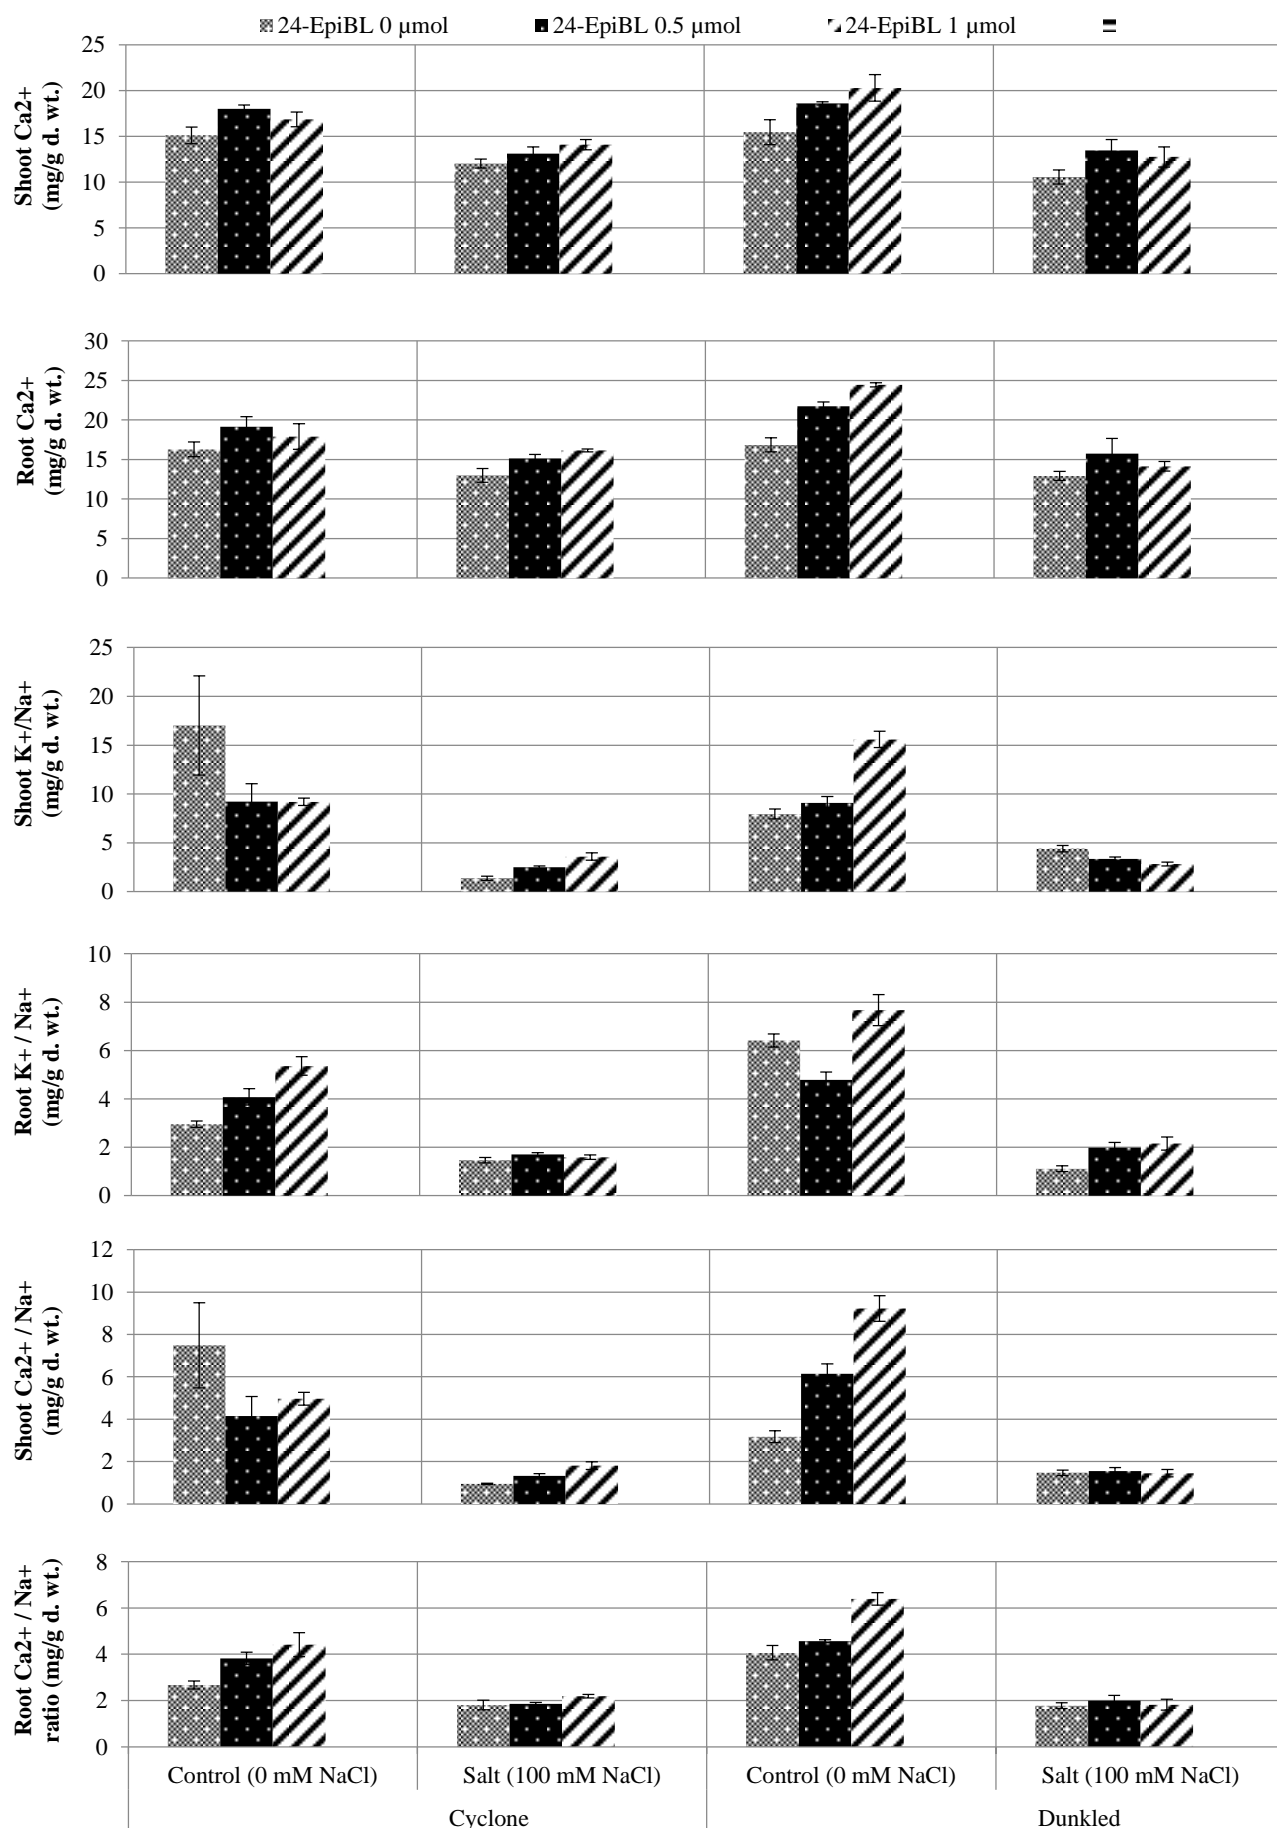 24-EpiBL 0 µmol 24-EpiBL 0.5 µmol 24-EpiBL 1 µmol
Shoot Ca2+
(mg/g d. wt.)
25
20
15
10
5
0
Root Ca2+
(mg/g d. wt.)
30
25
20
15
10
5
0
Shoot K+/Na+
(mg/g d. wt.)
25
20
15
10
5
0
Root K+ / Na+
(mg/g d. wt.)
10
8
6
4
2
0
Shoot Ca2+ / Na+
(mg/g d. wt.)
12
10
8
6
4
2
0
Root Ca2+ / Na+
ratio (mg/g d. wt.)
8
6
4
2
0
Control (0 mM NaCl) Salt (100 mM NaCl) Control (0 mM NaCl) Salt (100 mM NaCl)
Cyclone Dunkled